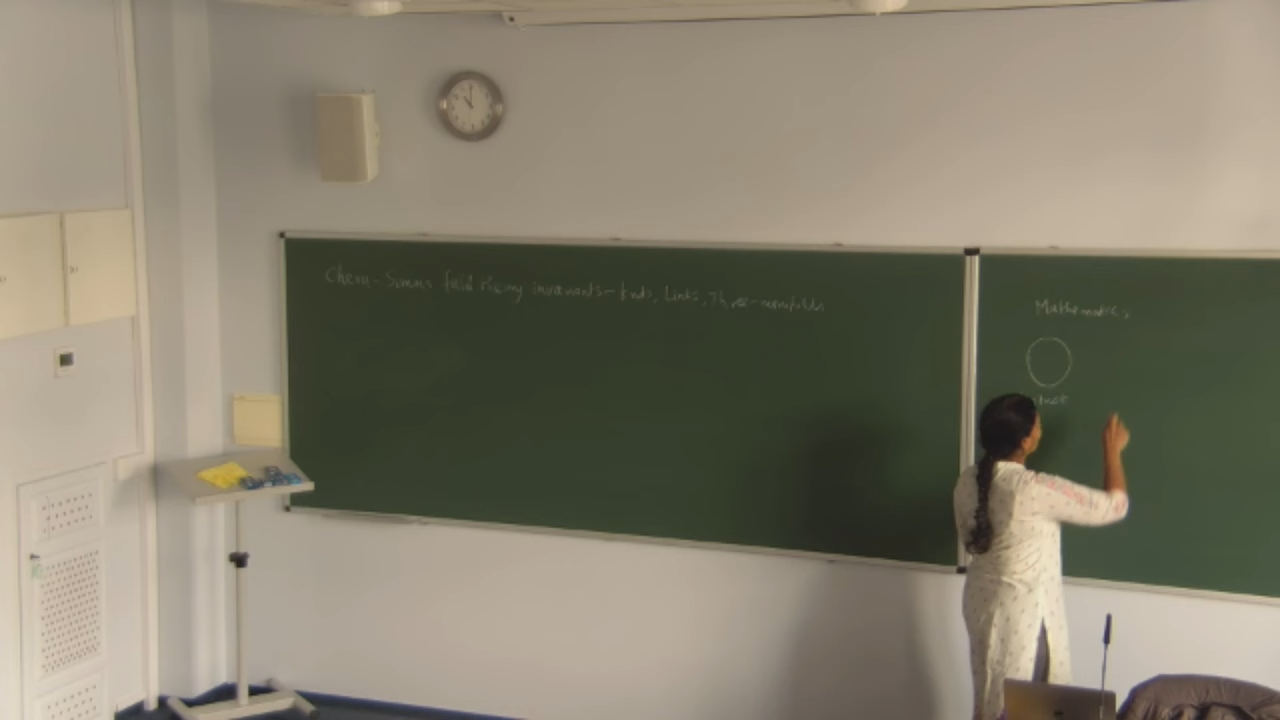 Chern-Simons field theory invariants - knots, Links, Three-manifolds
Mathematics